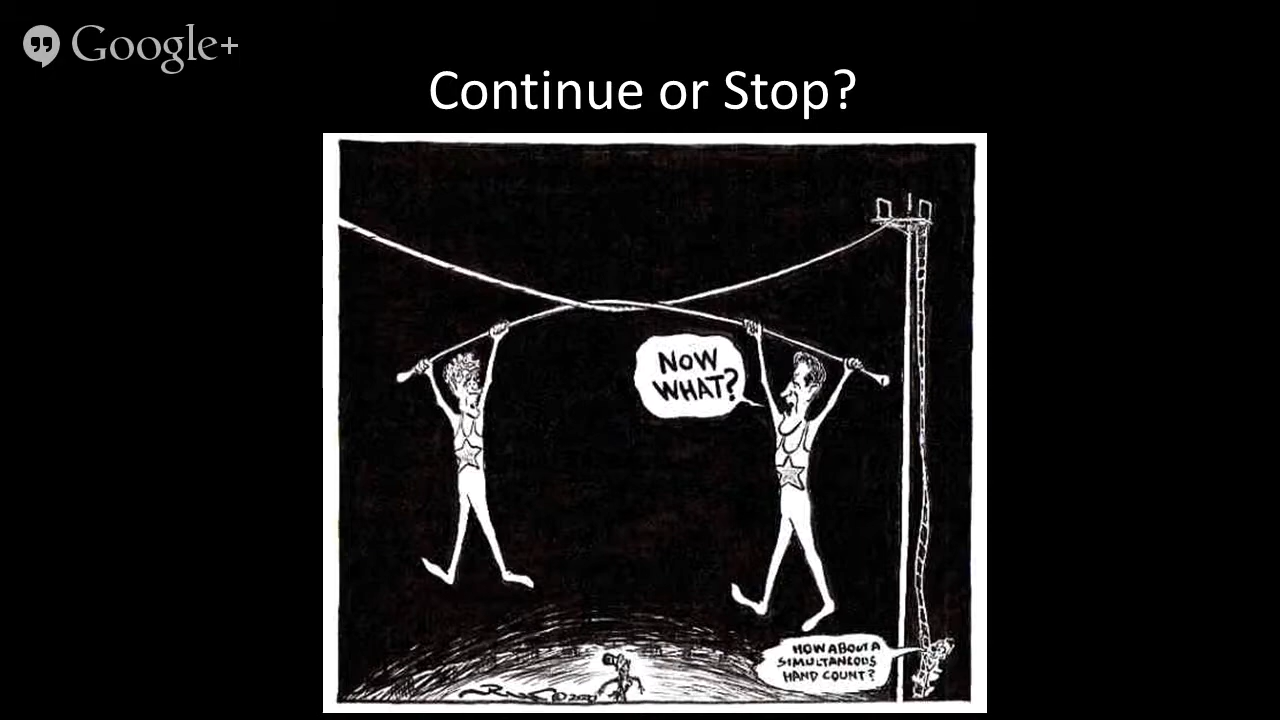 Google+
Continue or Stop?
NOW
WHAT?
HOW ABOUT A
SIMULTANEOUS
HAND COUNT?